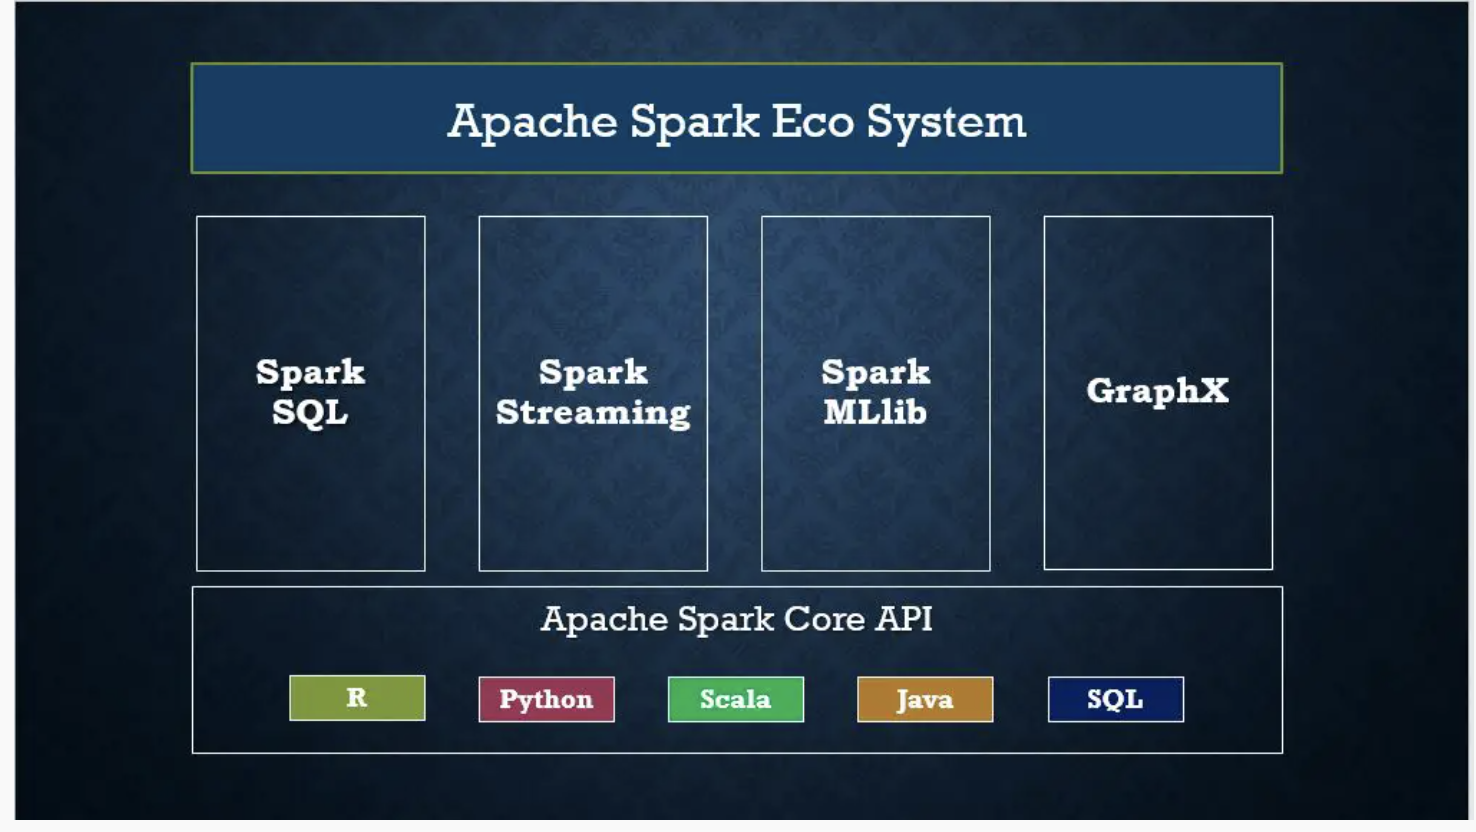 Apache Spark Eco System
Spark
SQL
Spark
Streaming
Spark
MLlib
GraphX
Apache Spark Core API
R
Python
Scala
Java
SQL